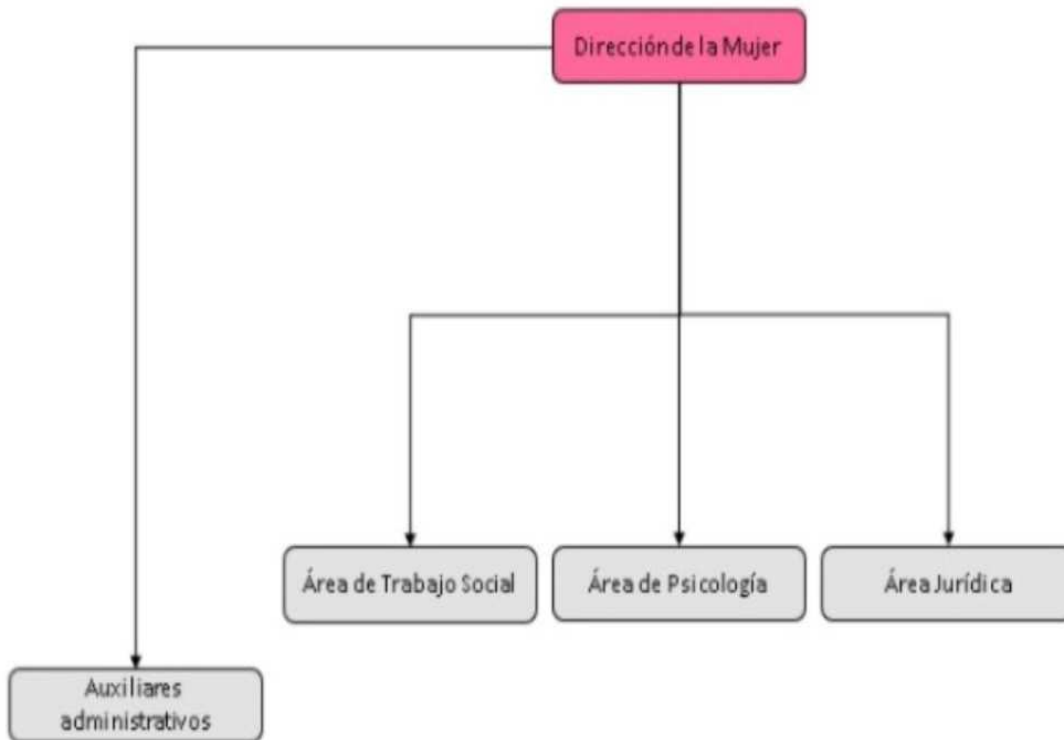 Dirección de la Mujer
Área de Trabajo Social
Área de Psicología
Área Jurídica
Auxiliares
administrativos